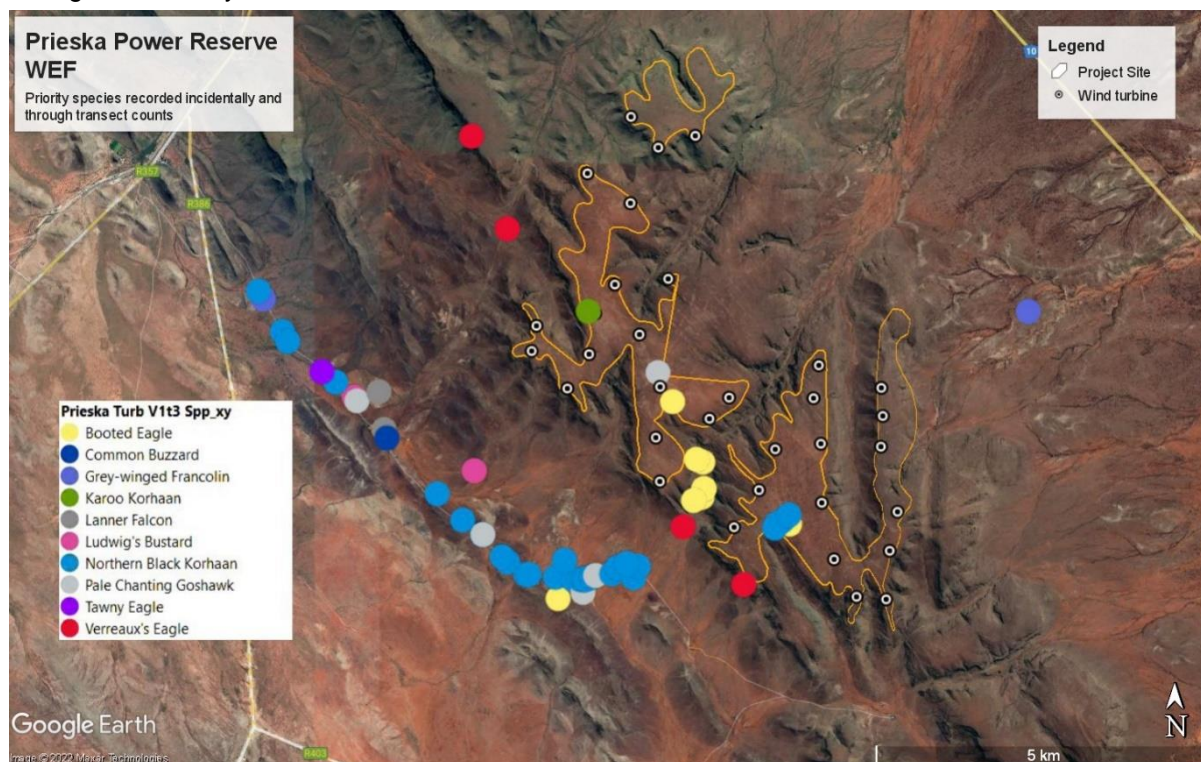 Prieska Power Reserve
WEF
Priority species recorded incidentally and
through transect counts
Legend
Project Site
Wind turbine
10
R357
R386
Prieska Turb V1t3 Spp_xy
Booted Eagle
Common Buzzard
Grey-winged Francolin
Karoo Korhaan
Lanner Falcon
Ludwig's Bustard
Northern Black Korhaan
Pale Chanting Goshawk
Tawny Eagle
Verreaux's Eagle
Google Earth
Image © 2022 Maxar Technologies
R403
N
5 km